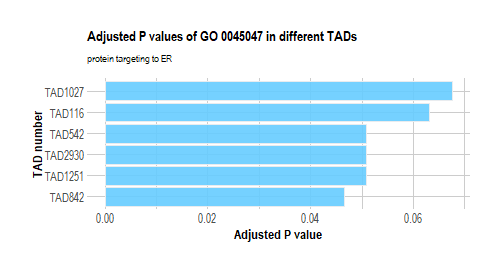 Adjusted P values of GO 0045047 in different TADs
protein targeting to ER
TAD number
TAD1027
TAD116
TAD542
TAD2930
TAD1251
TAD842
0.00 0.02 0.04 0.06
Adjusted P value